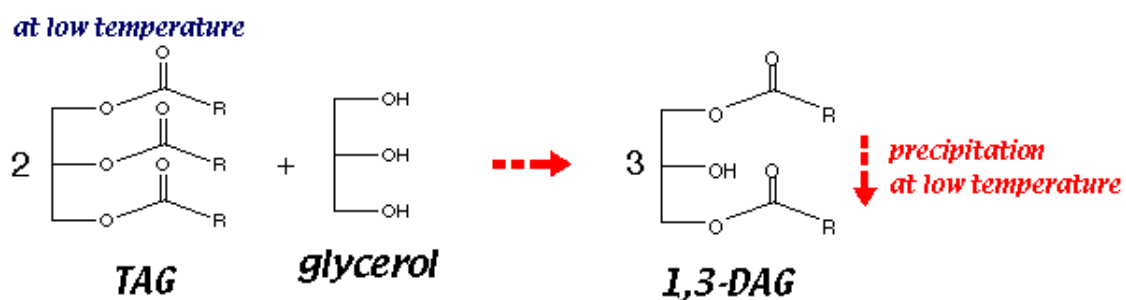 at low temperature
O
O
R
O
O
R
O
O
R
2
+
OH
OH
OH
3
O
O
R
OH
O
O
R
precipitation
at low temperature
TAG
glycerol
1,3-DAG